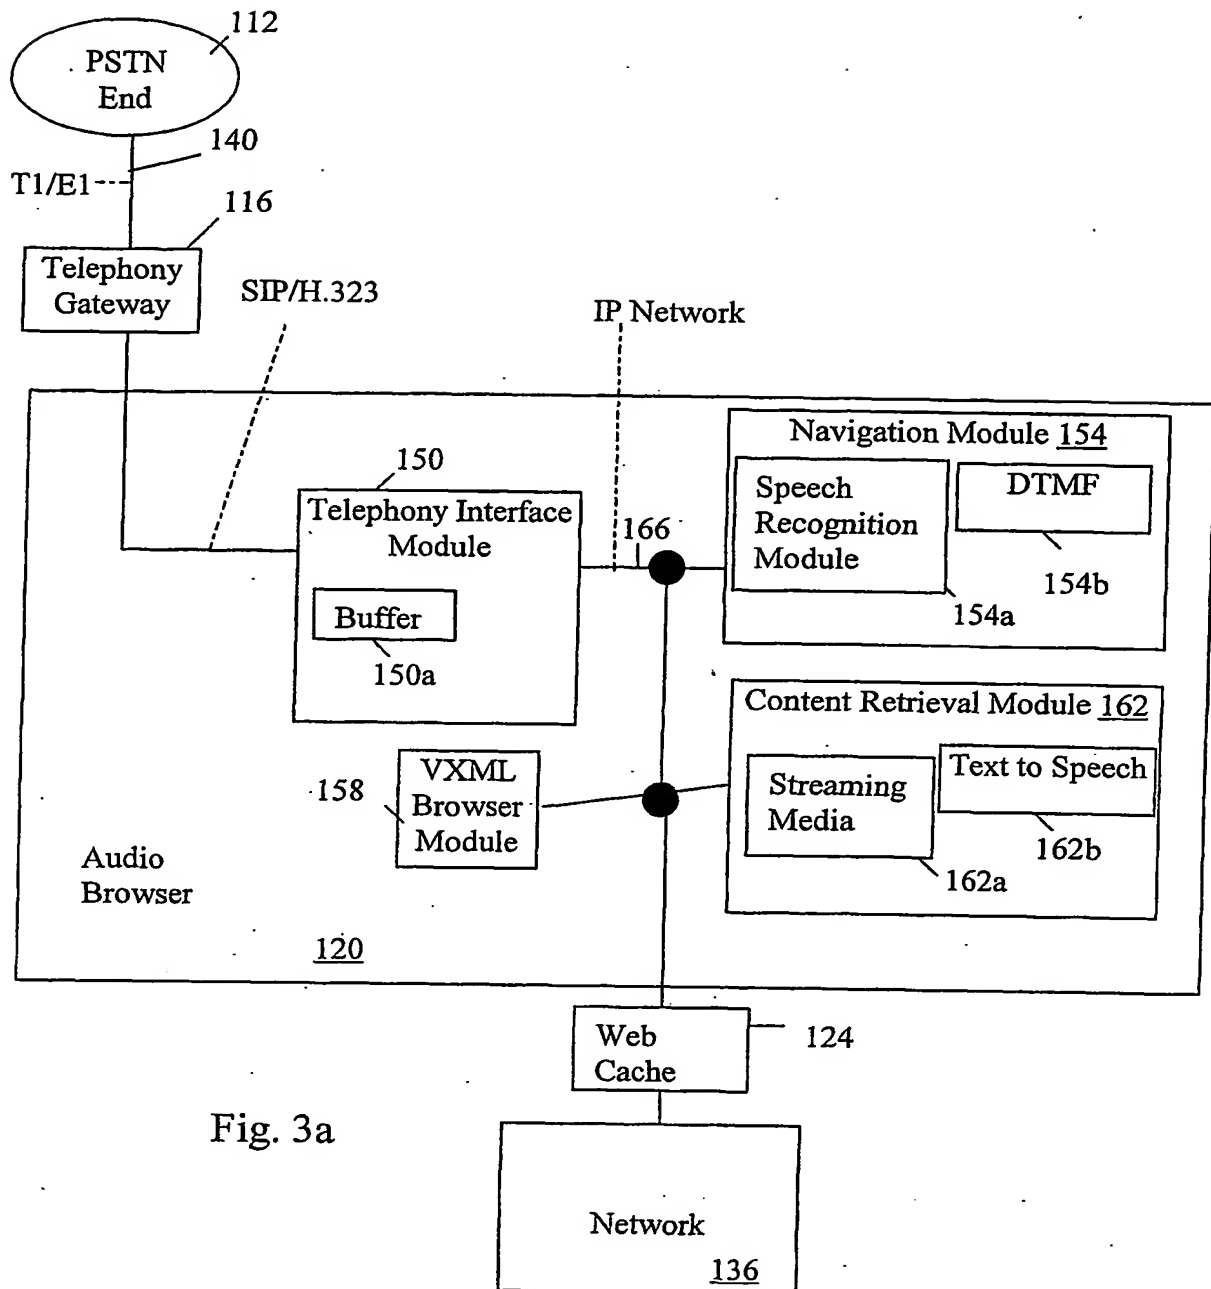 112
PSTN
End
140
T1/E1
116
Telephony
Gateway
SIP/H.323
IP Network
Navigation Module 154
150
Speech
Recognition
Module
DTMF
Telephony Interface
Module
166
154b
154a
Buffer
150a
Content Retrieval Module 162
VXML
Browser
Module
158
Streaming
Media
Text to Speech
162b
162a
Audio
Browser
120
Web
Cache
124
Fig. 3a
Network
136